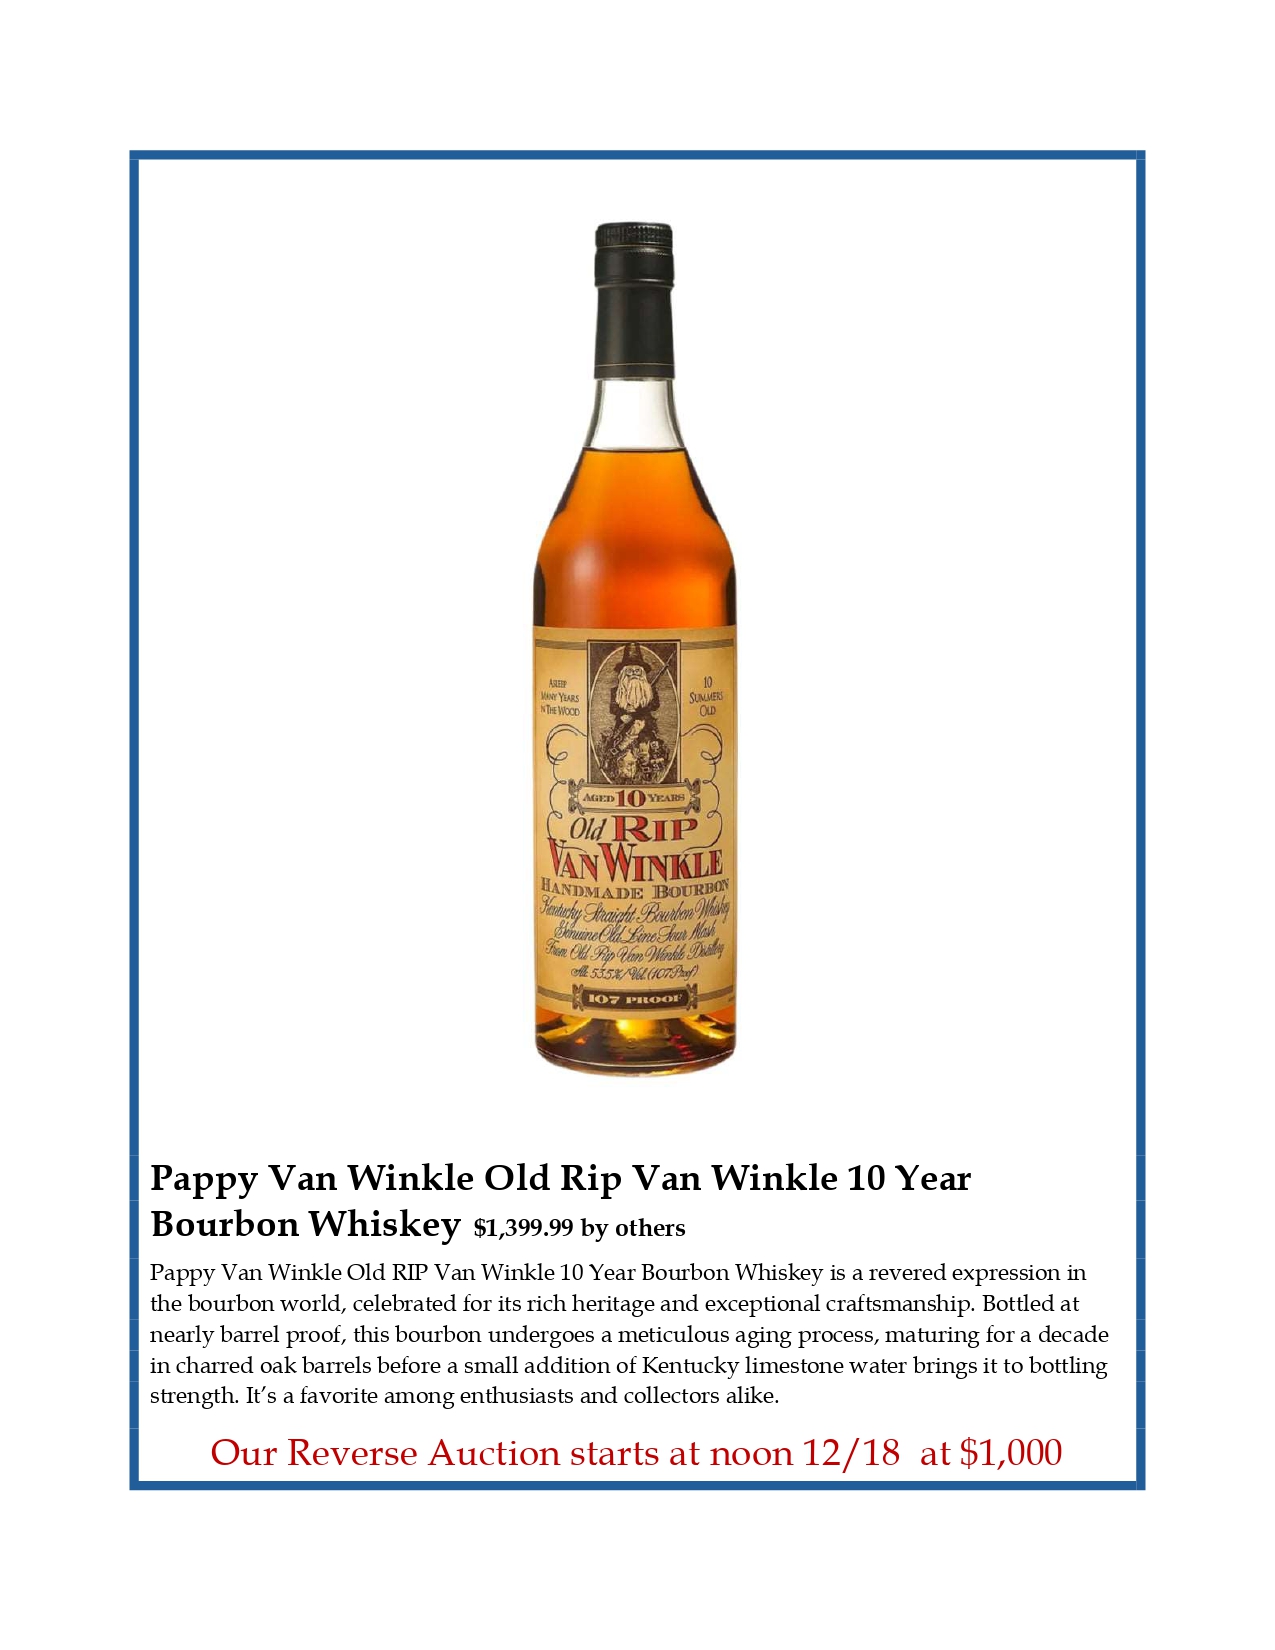 ASLEEP
MANY YEARS
IN THE WOOD
10
SUMMERS
OLD
AGED 10 YEARS
Old RIP
VAN WINKLE
HANDMADE BOURBON
Kentucky Straight Bourbon Whiskey
Genuine Old Line Sour Mash
From Old Rip Van Winkle Distillery
Alc. 53.5%/Vol. (107 Proof)
107 PROOF
Pappy Van Winkle Old Rip Van Winkle 10 Year
Bourbon Whiskey $1,399.99 by others
Pappy Van Winkle Old RIP Van Winkle 10 Year Bourbon Whiskey is a revered expression in
the bourbon world, celebrated for its rich heritage and exceptional craftsmanship. Bottled at
nearly barrel proof, this bourbon undergoes a meticulous aging process, maturing for a decade
in charred oak barrels before a small addition of Kentucky limestone water brings it to bottling
strength. It’s a favorite among enthusiasts and collectors alike.
Our Reverse Auction starts at noon 12/18 at $1,000